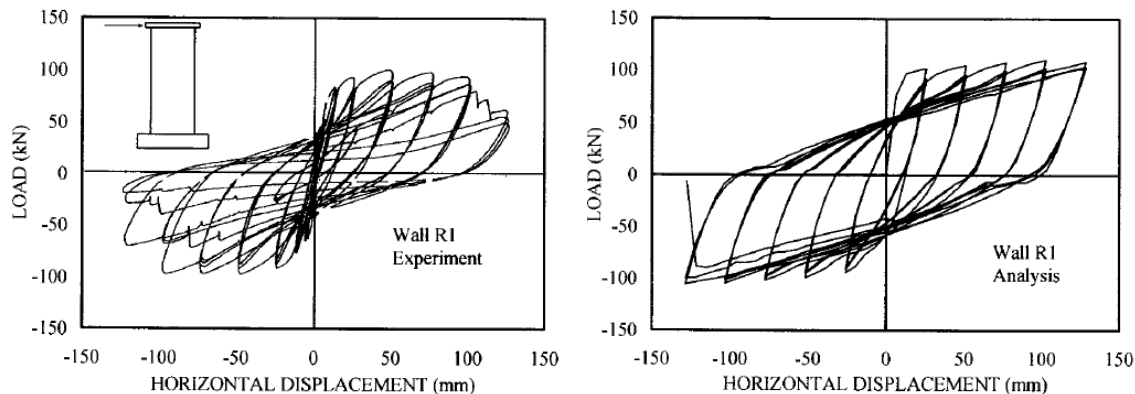 150
100
50
0
-50
-100
-150
LOAD (kN)
-150 -100 -50 0 50 100 150
HORIZONTAL DISPLACEMENT (mm)
Wall R1
Experiment
150
100
50
0
-50
-100
-150
LOAD (kN)
-150 -100 -50 0 50 100 150
HORIZONTAL DISPLACEMENT (mm)
Wall R1
Analysis